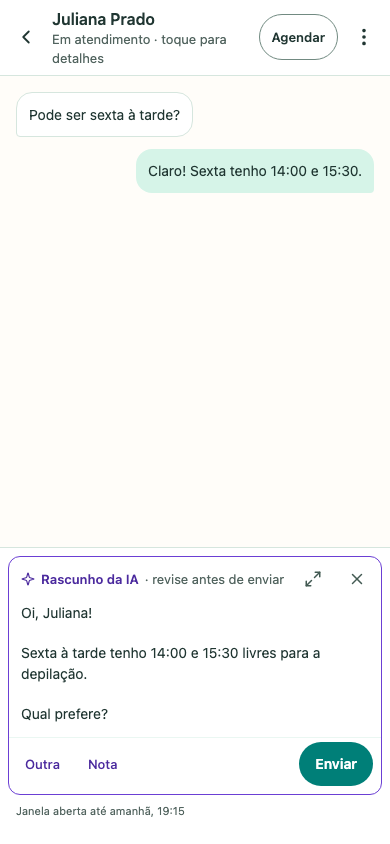 Juliana Prado
Em atendimento · toque para
detalhes
Agendar
Pode ser sexta à tarde?
Claro! Sexta tenho 14:00 e 15:30.
Rascunho da IA · revise antes de enviar
Oi, Juliana!
Sexta à tarde tenho 14:00 e 15:30 livres para a
depilação.
Qual prefere?
Outra
Nota
Enviar
Janela aberta até amanhã, 19:15